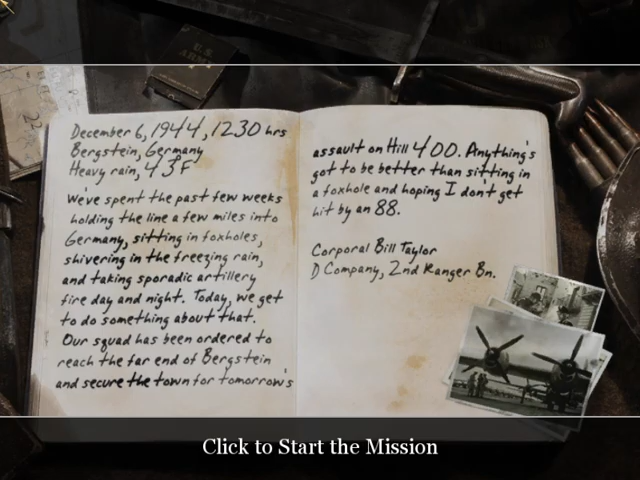 U.S.
ARMY
22
December 6, 1944, 1230 hrs
Bergstein, Germany
Heavy rain, 43F
We've spent the past few weeks
holding the line a few miles into
Germany, sitting in foxholes,
shivering in the freezing rain,
and taking sporadic artillery
fire day and night. Today, we get
to do something about that.
Our squad has been ordered to
reach the far end of Bergstein
and secure the town for tomorrow's
assault on Hill 400. Anything's
got to be better than sitting in
a foxhole and hoping I don't get
hit by an 88.
Corporal Bill Taylor
D Company, 2nd Ranger Bn.
Click to Start the Mission